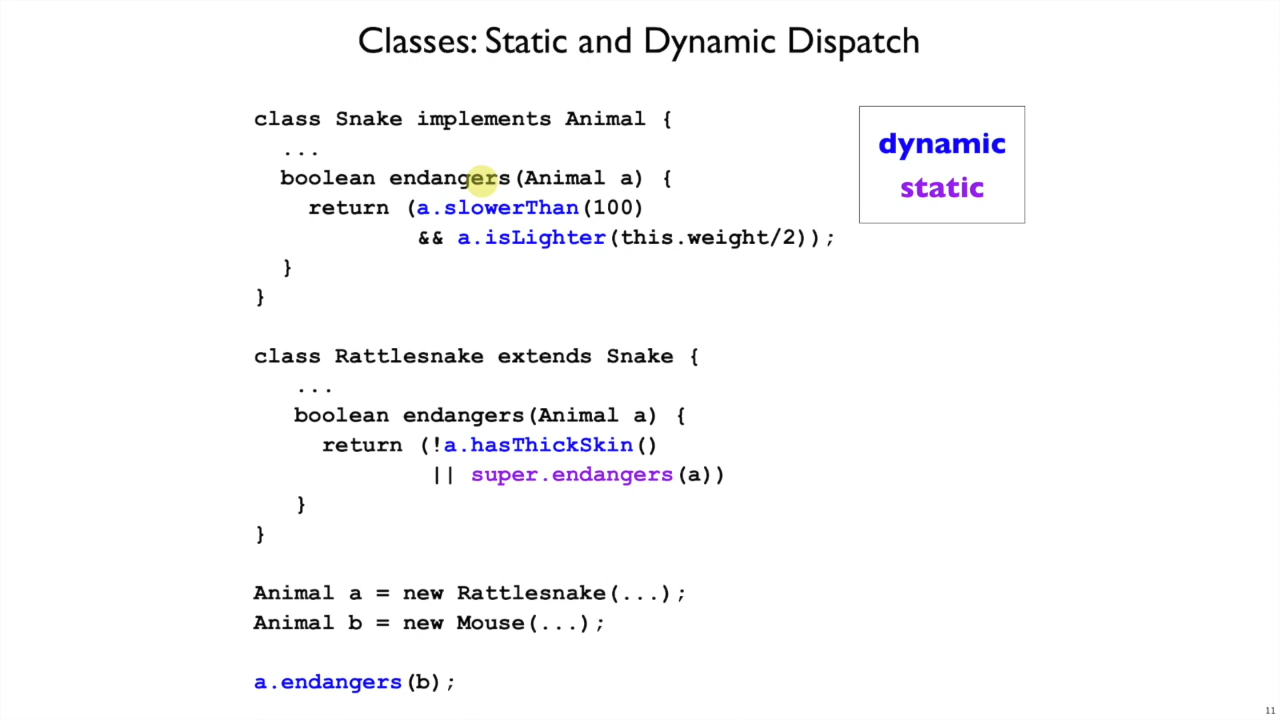 Classes: Static and Dynamic Dispatch
class Snake implements Animal {
...
boolean endangers(Animal a) {
return (a.slowerThan(100)
&& a.isLighter(this.weight/2));
}
}
dynamic
static
class Rattlesnake extends Snake {
...
boolean endangers(Animal a) {
return (!a.hasThickSkin()
|| super.endangers(a))
}
}
Animal a = new Rattlesnake(...);
Animal b = new Mouse(...);
a.endangers(b);
11